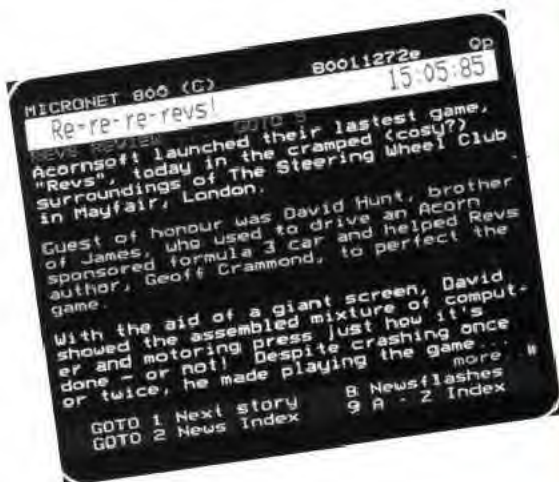 MICRONET 800 (C) 80011272e 0p
Re-re-re-revs! 15:05:85
REVS REVIEW GOTO 9
Acornsoft launched their lastest game,
"Revs", today in the cramped (cosy?)
surroundings of The Steering Wheel Club
in Mayfair, London.
Guest of honour was David Hunt, brother
of James, who used to drive an Acorn
sponsored formula 3 car and helped Revs
author, Geoff Crammond, to perfect the
game.
With the aid of a giant screen, David
showed the assembled mixture of comput-
er and motoring press just how it's
done - or not! Despite crashing once
or twice, he made playing the game...
more
GOTO 1 Next story 8 Newsflashes
GOTO 2 News Index 9 A - Z Index